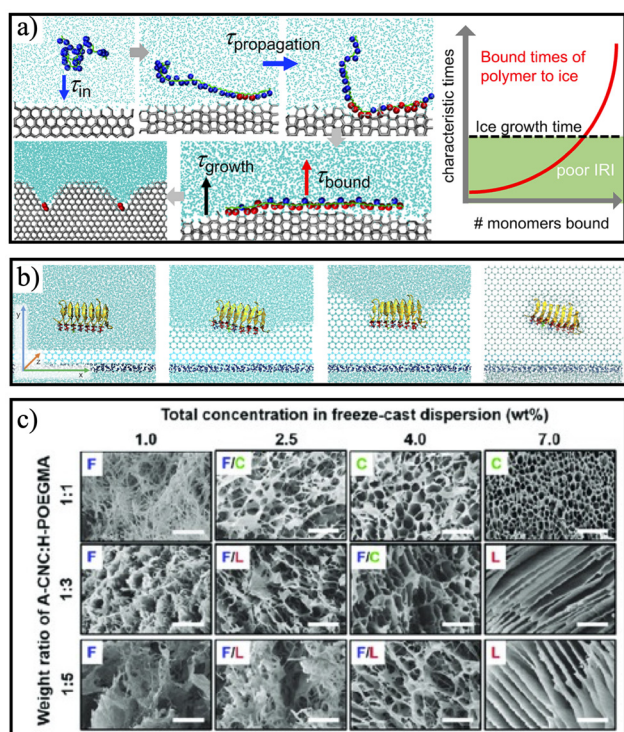 a)
τin
τpropagation
τgrowth
τbound
characteristic times
Bound times of
polymer to ice
Ice growth time
poor IRI
# monomers bound
b)
y
z
x
c)
Total concentration in freeze-cast dispersion (wt%)
1.0 2.5 4.0 7.0
Weight ratio of A-CNC:H-POEGMA
1:1
F F/C C C
1:3
F F/L F/C L
1:5
F F/L F/L L